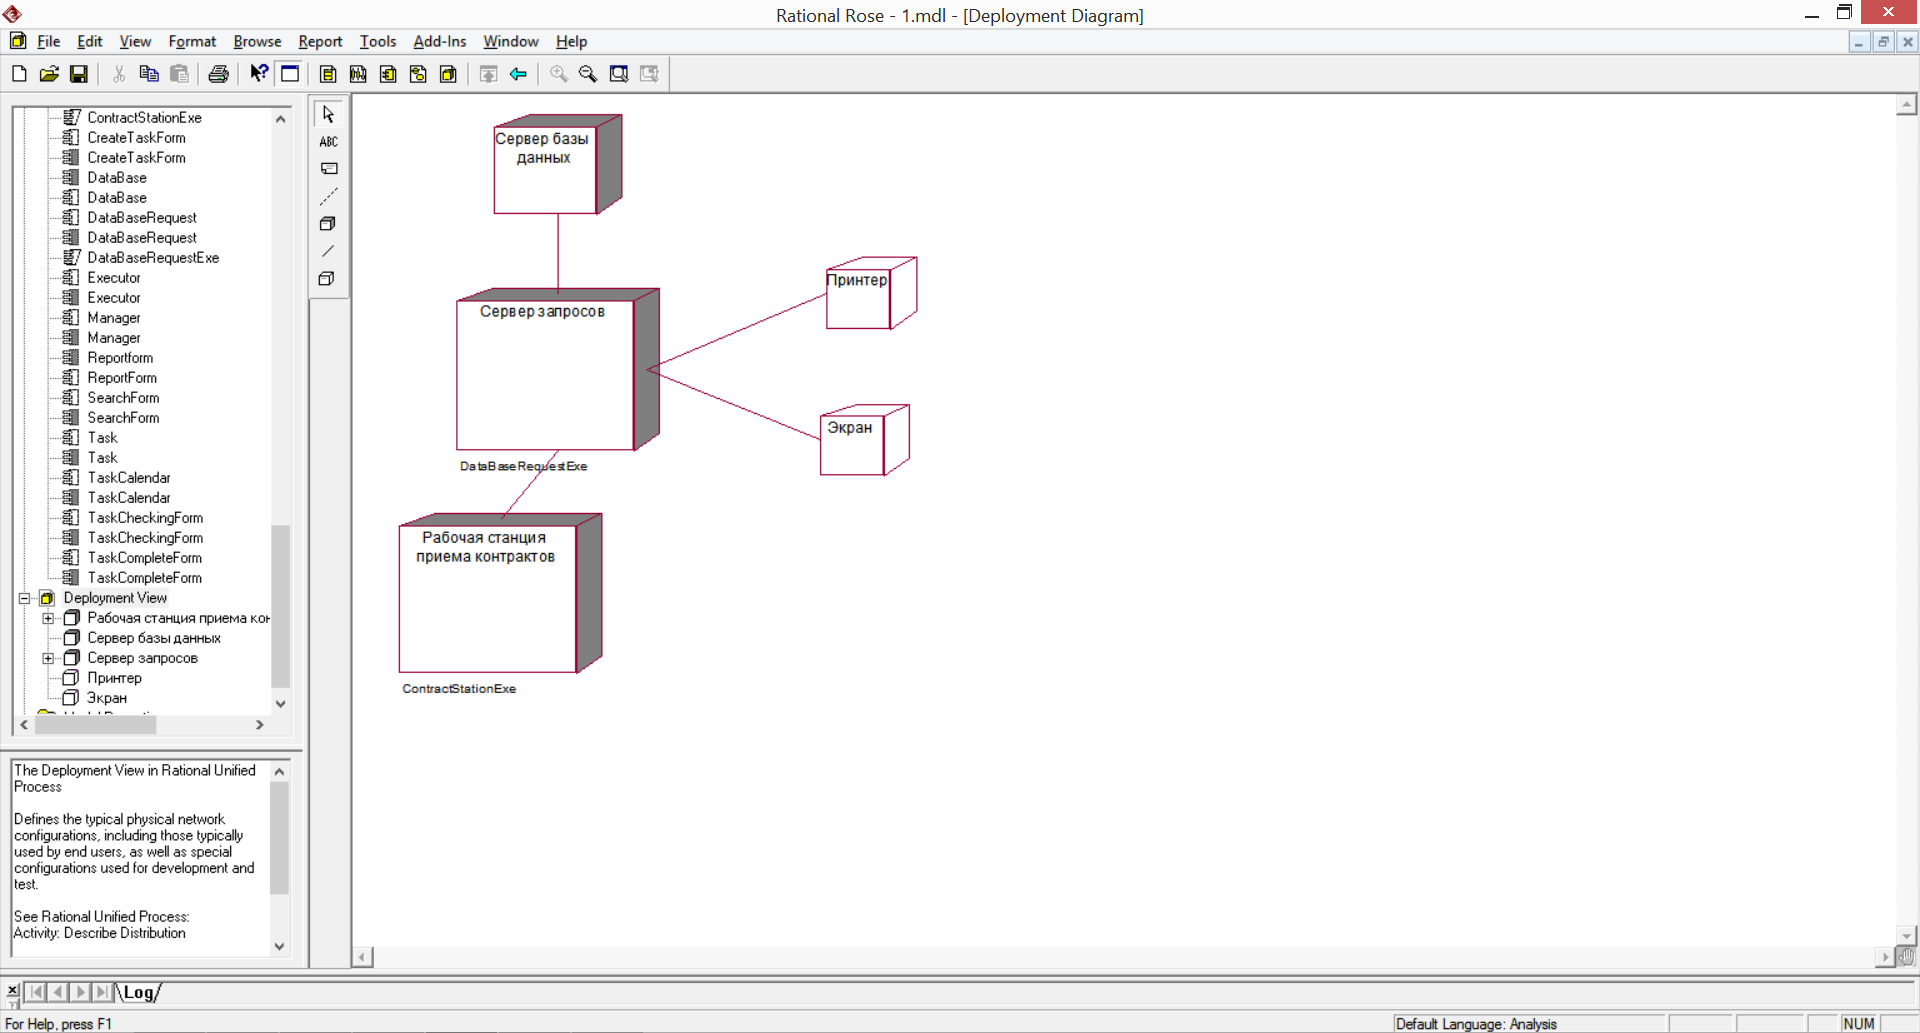 Rational Rose - 1.mdl - [Deployment Diagram]
File Edit View Format Browse Report Tools Add-Ins Window Help
ContractStationExe
CreateTaskForm
CreateTaskForm
DataBase
DataBase
DataBaseRequest
DataBaseRequest
DataBaseRequestExe
Executor
Executor
Manager
Manager
Reportform
ReportForm
SearchForm
SearchForm
Task
Task
TaskCalendar
TaskCalendar
TaskCheckingForm
TaskCheckingForm
TaskCompleteForm
TaskCompleteForm
Deployment View
Рабочая станция приема кон
Сервер базы данных
Сервер запросов
Принтер
Экран
The Deployment View in Rational Unified
Process
Defines the typical physical network
configurations, including those typically
used by end users, as well as special
configurations used for development and
test.
See Rational Unified Process:
Activity: Describe Distribution
ABC
Сервер базы
данных
Сервер запросов
DataBaseRequestExe
Принтер
Экран
Рабочая станция
приема контрактов
ContractStationExe
Log
For Help, press F1
Default Language: Analysis
NUM